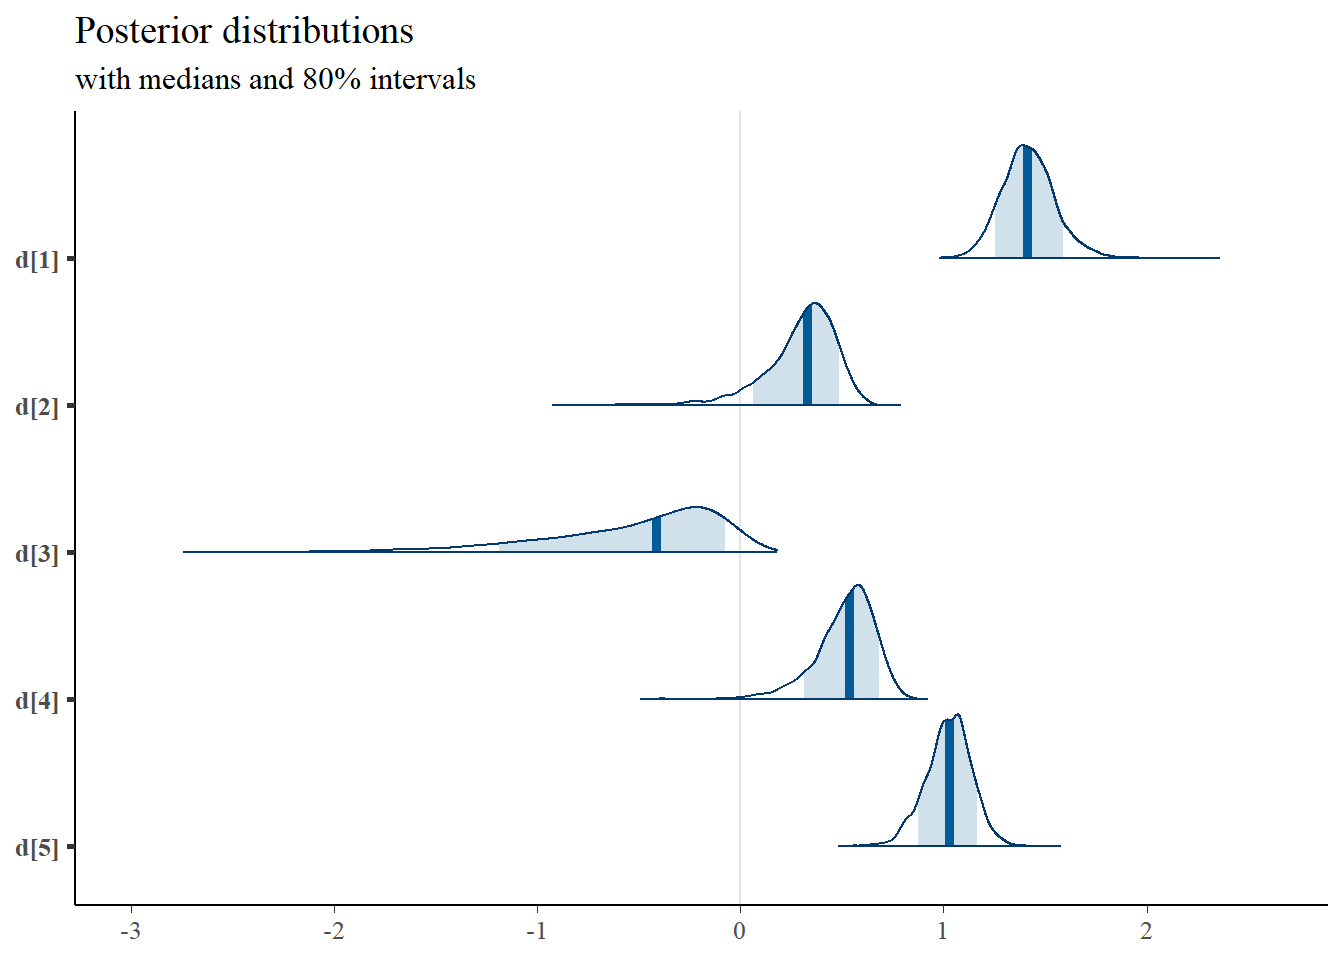 Posterior distributions
with medians and 80% intervals
d[1]
d[2]
d[3]
d[4]
d[5]
-3 -2 -1 0 1 2